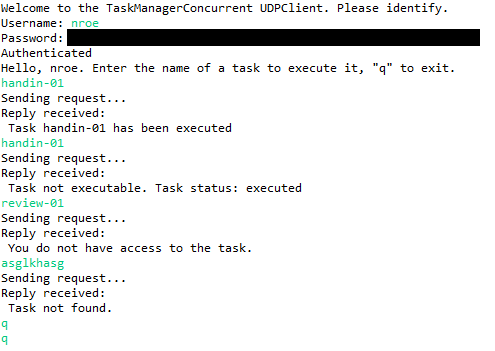 Welcome to the TaskManagerConcurrent UDPClient. Please identify.
Username: nroe
Password:
Authenticated
Hello, nroe. Enter the name of a task to execute it, "q" to exit.
handin-01
Sending request...
Reply received:
 Task handin-01 has been executed
handin-01
Sending request...
Reply received:
 Task not executable. Task status: executed
review-01
Sending request...
Reply received:
 You do not have access to the task.
asglkhasg
Sending request...
Reply received:
 Task not found.
q
q